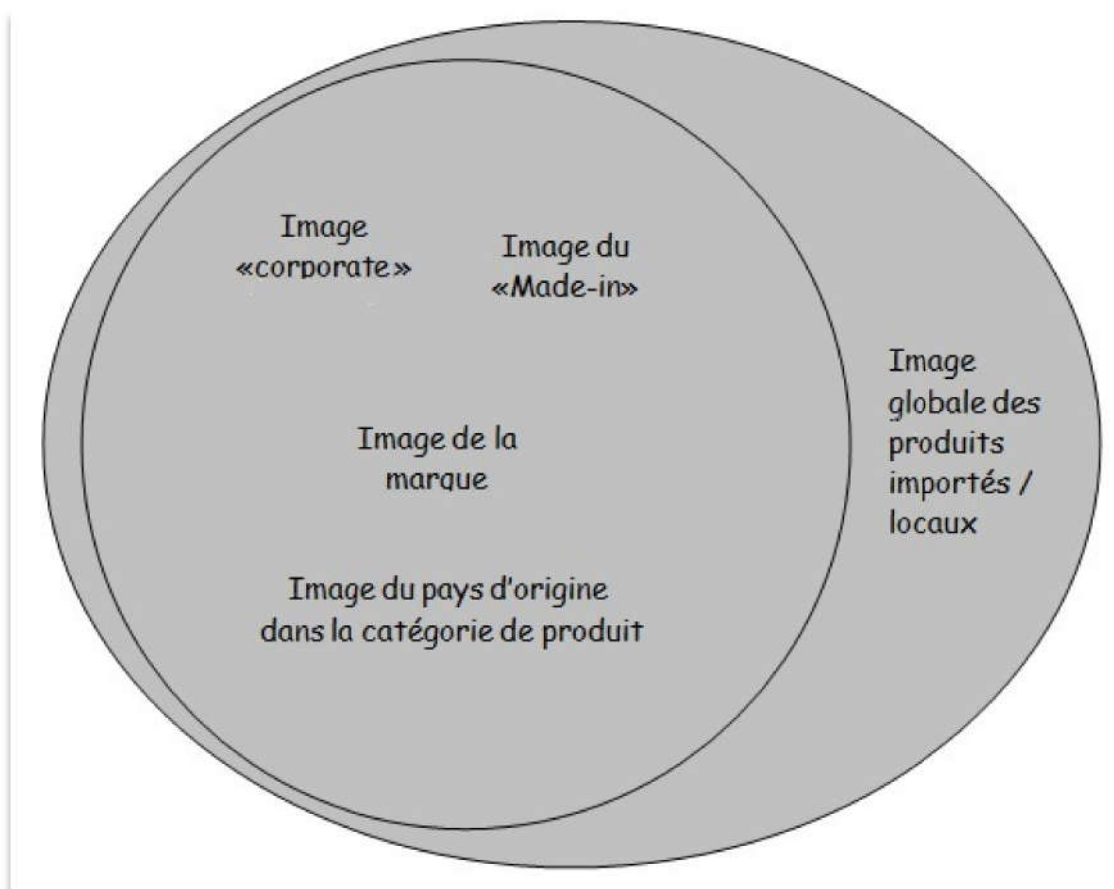 Image
«corporate»
Image du
«Made-in»
Image de la
marque
Image du pays d'origine
dans la catégorie de produit
Image
globale des
produits
importés /
locaux